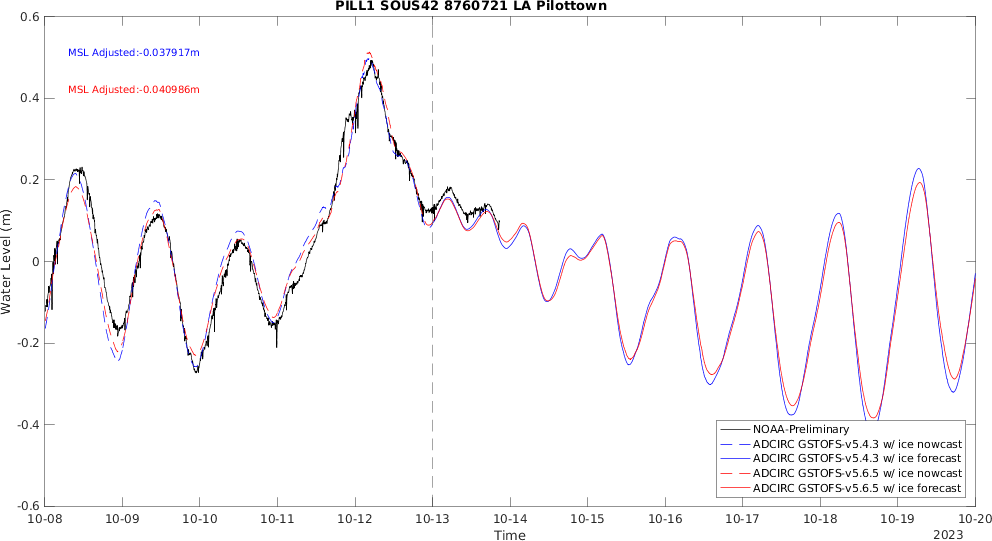 PILL1 SOUS42 8760721 LA Pilottown
MSL Adjusted:-0.037917m
MSL Adjusted:-0.040986m
Water Level (m)
0.6
0.4
0.2
0
-0.2
-0.4
-0.6
NOAA-Preliminary
ADCIRC GSTOFS-v5.4.3 w/ ice nowcast
ADCIRC GSTOFS-v5.4.3 w/ ice forecast
ADCIRC GSTOFS-v5.6.5 w/ ice nowcast
ADCIRC GSTOFS-v5.6.5 w/ ice forecast
10-08 10-09 10-10 10-11 10-12 10-13 10-14 10-15 10-16 10-17 10-18 10-19 10-20
Time
2023